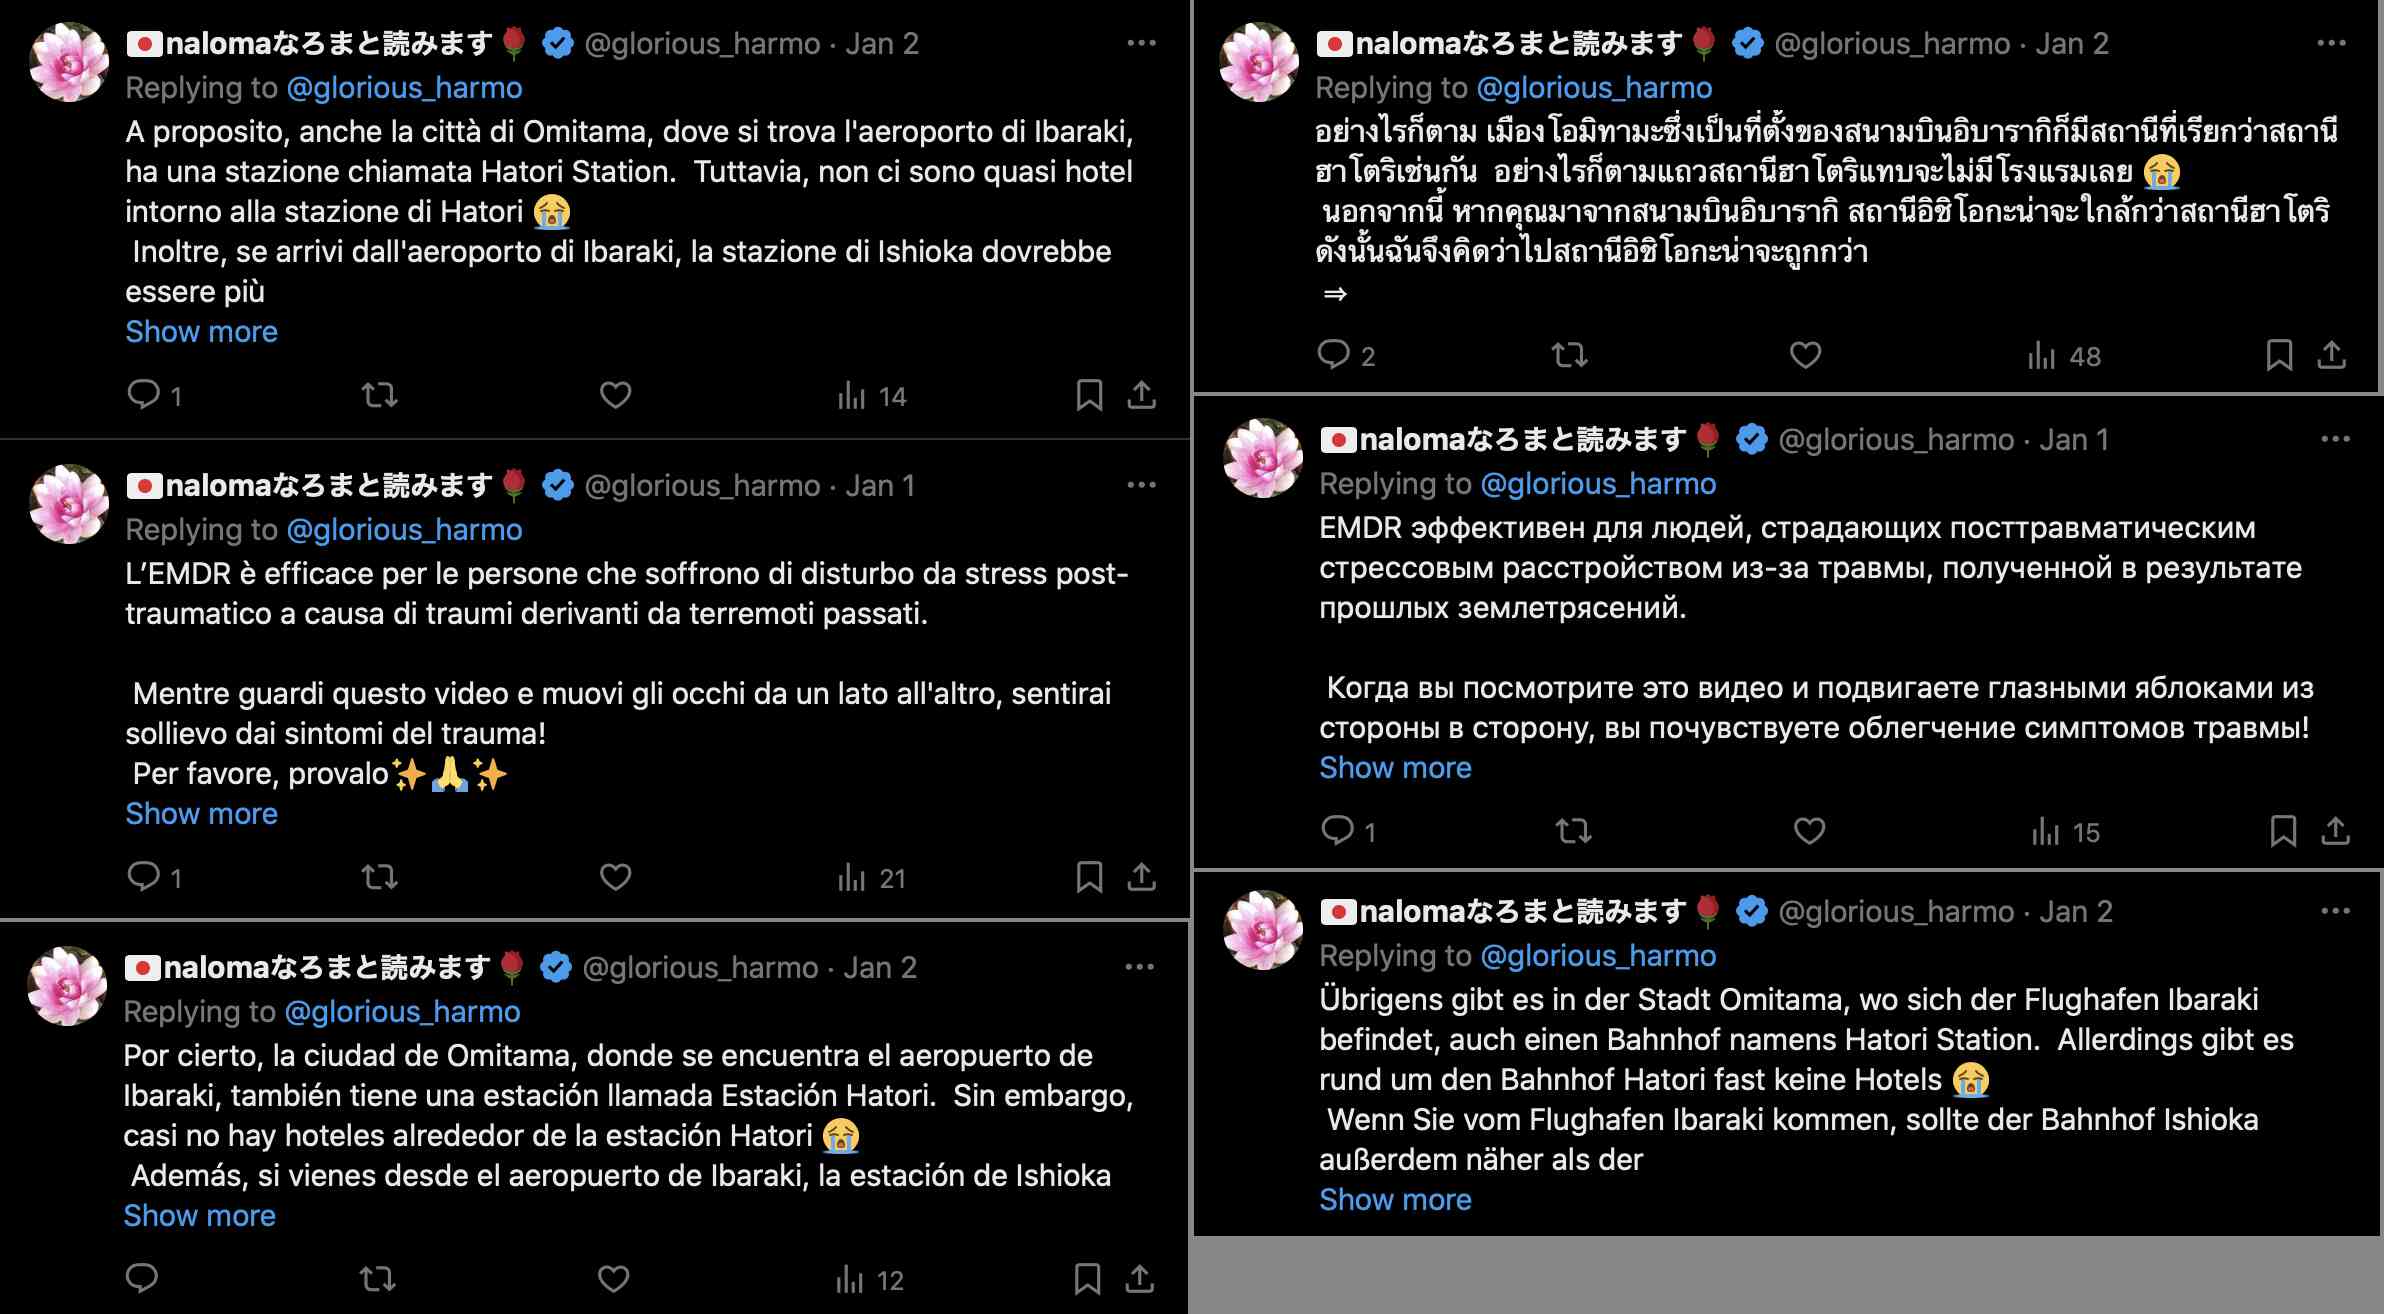 🇯🇵nalomaなろまと読みます🌹 @glorious_harmo · Jan 2
Replying to @glorious_harmo
A proposito, anche la città di Omitama, dove si trova l'aeroporto di Ibaraki,
ha una stazione chiamata Hatori Station.  Tuttavia, non ci sono quasi hotel
intorno alla stazione di Hatori 😭
Inoltre, se arrivi dall'aeroporto di Ibaraki, la stazione di Ishioka dovrebbe
essere più
Show more
1 14
🇯🇵nalomaなろまと読みます🌹 @glorious_harmo · Jan 1
Replying to @glorious_harmo
L’EMDR è efficace per le persone che soffrono di disturbo da stress post-
traumatico a causa di traumi derivanti da terremoti passati.
Mentre guardi questo video e muovi gli occhi da un lato all'altro, sentirai
sollievo dai sintomi del trauma!
Per favore, provalo✨🙏✨
Show more
1 21
🇯🇵nalomaなろまと読みます🌹 @glorious_harmo · Jan 2
Replying to @glorious_harmo
Por cierto, la ciudad de Omitama, donde se encuentra el aeropuerto de
Ibaraki, también tiene una estación llamada Estación Hatori.  Sin embargo,
casi no hay hoteles alrededor de la estación Hatori 😭
Además, si vienes desde el aeropuerto de Ibaraki, la estación de Ishioka
Show more
12
🇯🇵nalomaなろまと読みます🌹 @glorious_harmo · Jan 2
Replying to @glorious_harmo
อย่างไรก็ตาม เมืองโอมิทามะซึ่งเป็นที่ตั้งของสนามบินอิบารากิก็มีสถานีที่เรียกว่าสถานี
ฮาโตริเช่นกัน  อย่างไรก็ตามแถวสถานีฮาโตริแทบจะไม่มีโรงแรมเลย 😭
นอกจากนี้ หากคุณมาจากสนามบินอิบารากิ สถานีอิชิโอกะน่าจะใกล้กว่าสถานีฮาโตริ
ดังนั้นฉันจึงคิดว่าไปสถานีอิชิโอกะน่าจะถูกกว่า
⇒
2 48
🇯🇵nalomaなろまと読みます🌹 @glorious_harmo · Jan 1
Replying to @glorious_harmo
EMDR эффективен для людей, страдающих посттравматическим
стрессовым расстройством из-за травмы, полученной в результате
прошлых землетрясений.
Когда вы посмотрите это видео и подвигаете глазными яблоками из
стороны в сторону, вы почувствуете облегчение симптомов травмы!
Show more
1 15
🇯🇵nalomaなろまと読みます🌹 @glorious_harmo · Jan 2
Replying to @glorious_harmo
Übrigens gibt es in der Stadt Omitama, wo sich der Flughafen Ibaraki
befindet, auch einen Bahnhof namens Hatori Station.  Allerdings gibt es
rund um den Bahnhof Hatori fast keine Hotels 😭
Wenn Sie vom Flughafen Ibaraki kommen, sollte der Bahnhof Ishioka
außerdem näher als der
Show more